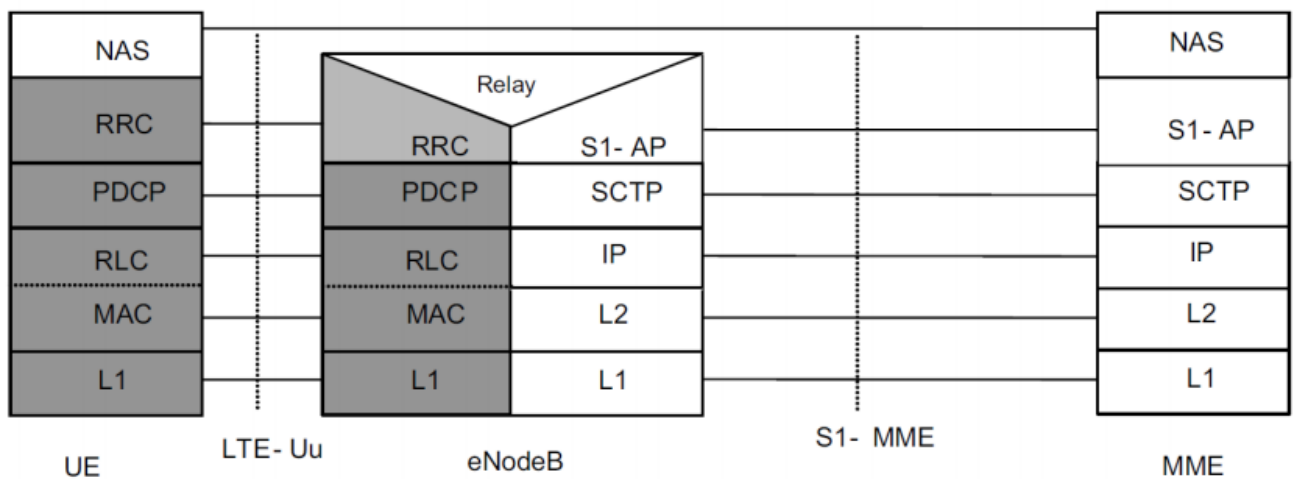 NAS
RRC
PDCP
RLC
MAC
L1
UE
LTE- Uu
Relay
RRC
PDCP
RLC
MAC
L1
S1- AP
SCTP
IP
L2
L1
eNodeB
S1- MME
NAS
S1- AP
SCTP
IP
L2
L1
MME